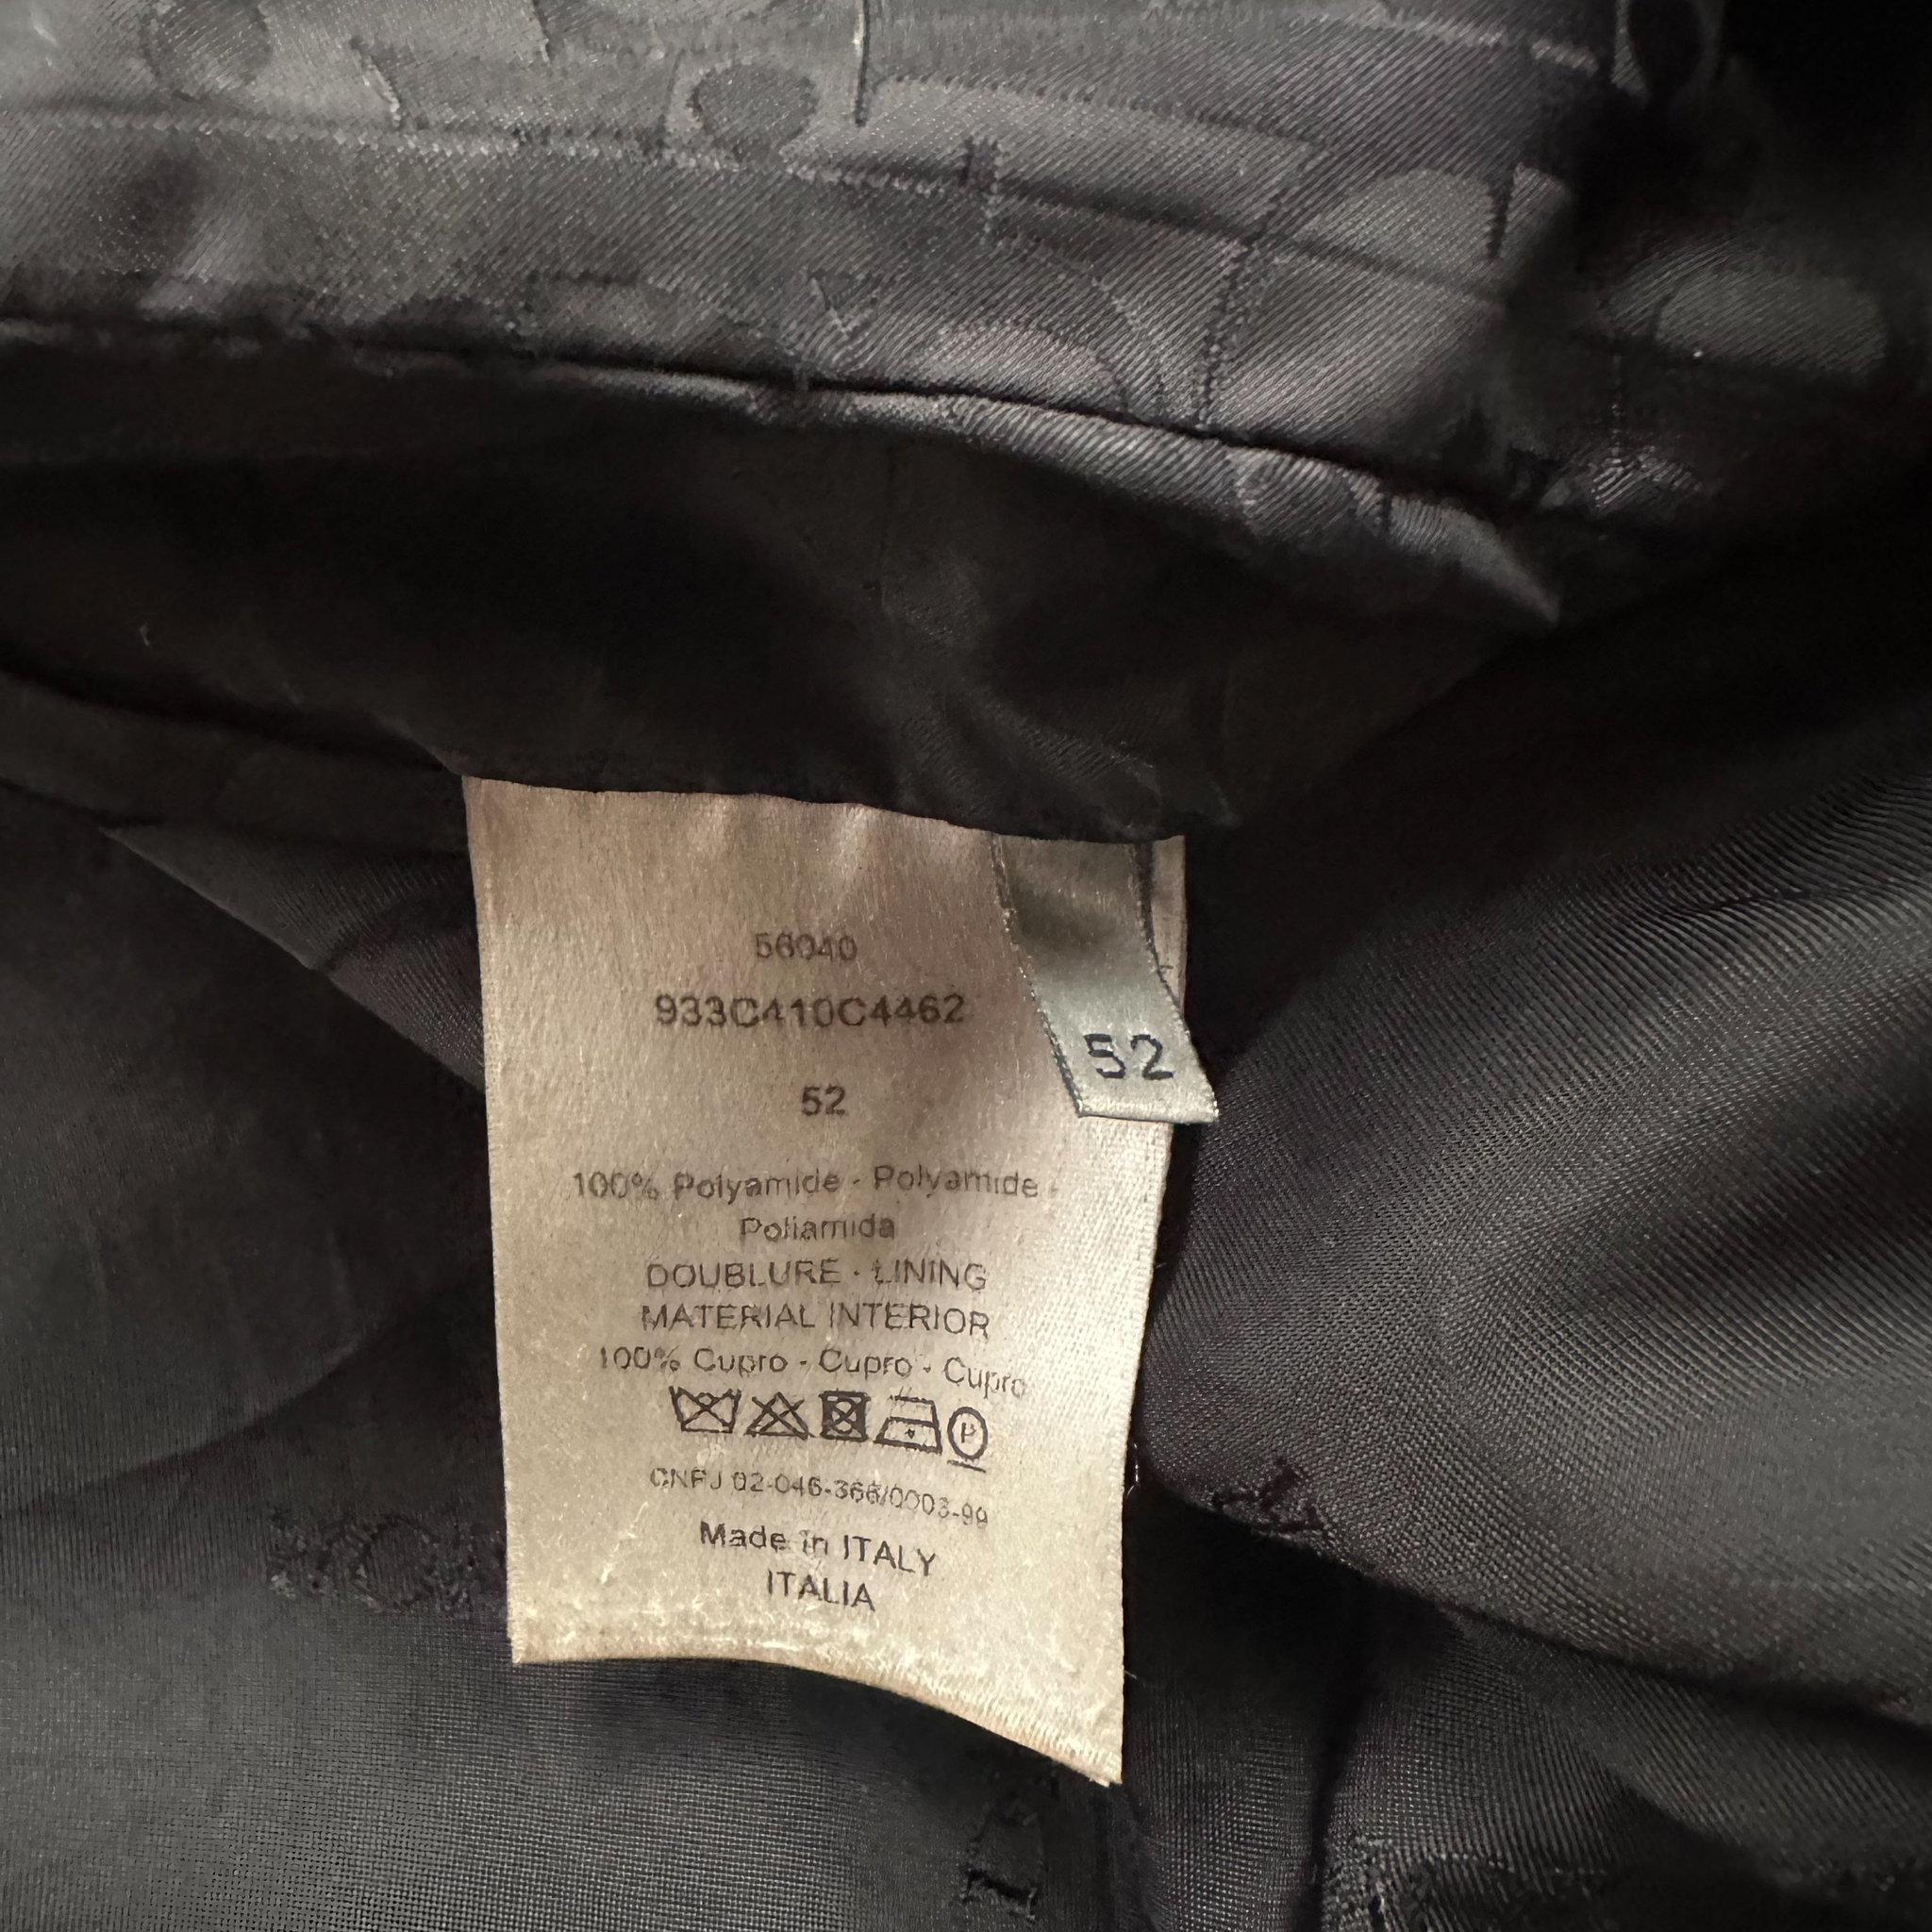 56040
933C410C4462
52
52
100% Polyamide - Polyamide -
Poliamida
DOUBLURE - LINING
MATERIAL INTERIOR
100% Cupro - Cupro - Cupro
P
CNPJ 02-046-366/0003-99
Made in ITALY
ITALIA